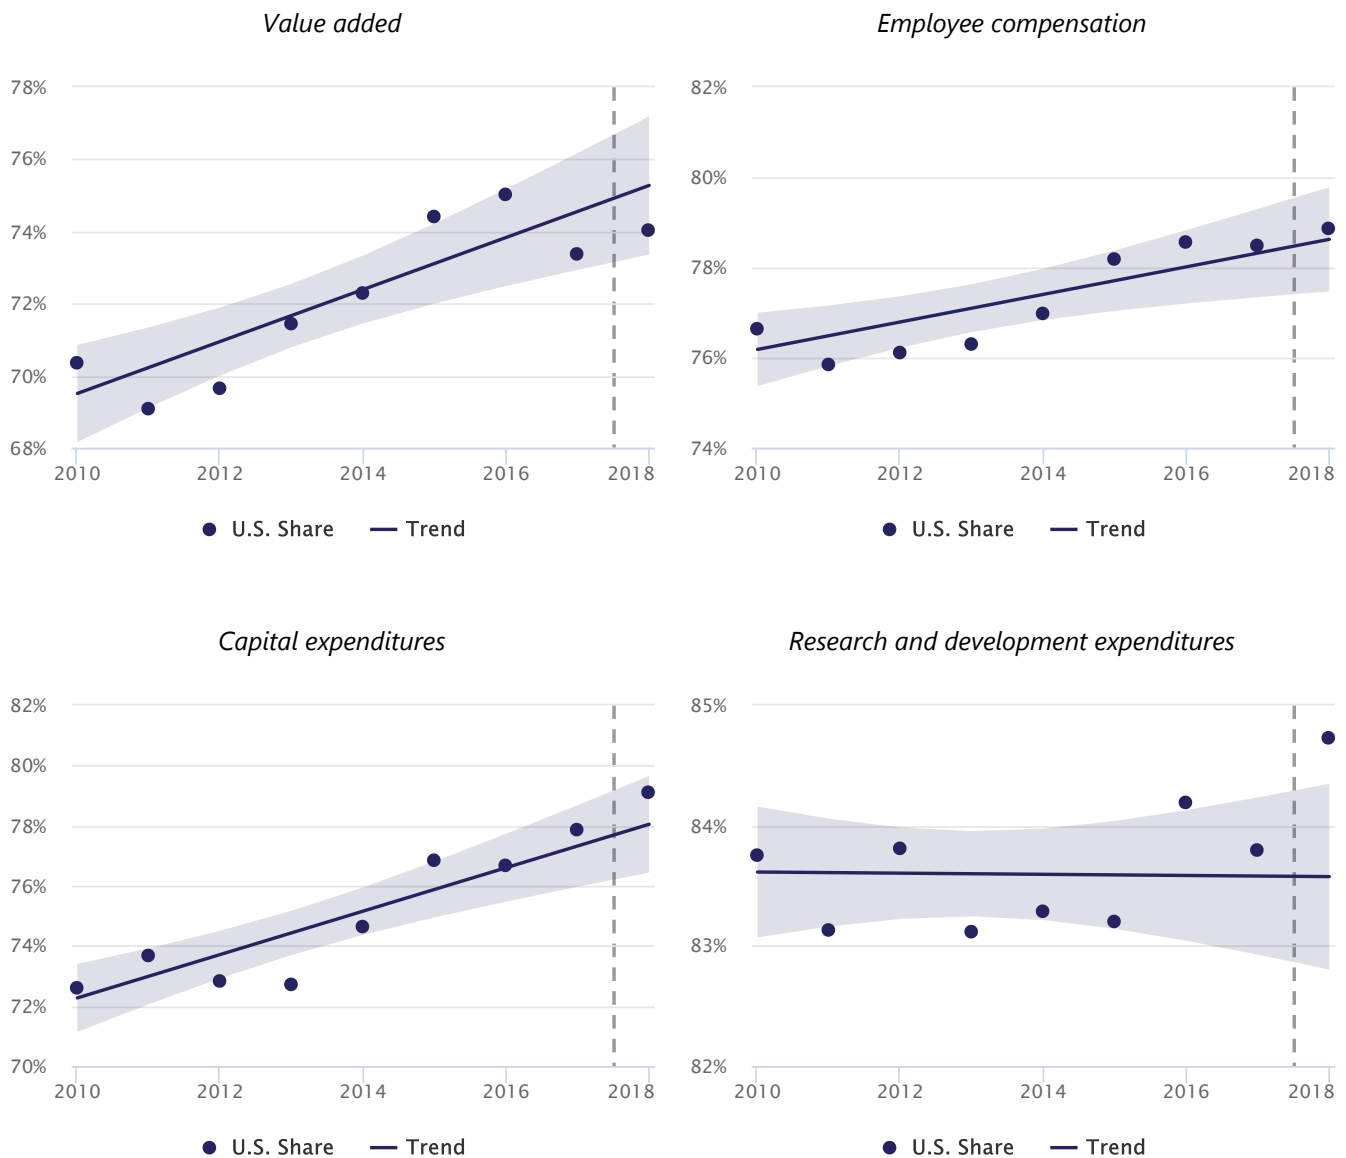 Value added
78%
76%
74%
72%
70%
68%
2010 2012 2014 2016 2018
U.S. Share Trend
Employee compensation
82%
80%
78%
76%
74%
2010 2012 2014 2016 2018
U.S. Share Trend
Capital expenditures
82%
80%
78%
76%
74%
72%
70%
2010 2012 2014 2016 2018
U.S. Share Trend
Research and development expenditures
85%
84%
83%
82%
2010 2012 2014 2016 2018
U.S. Share Trend